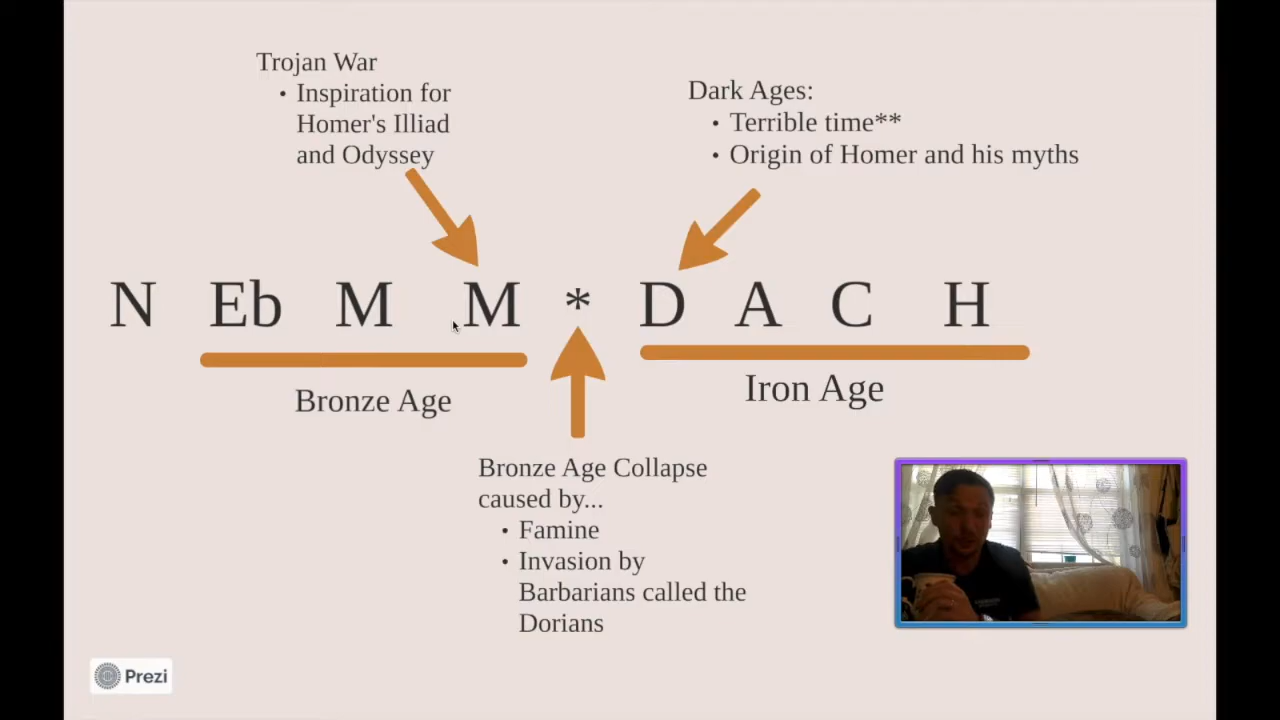 Trojan War
• Inspiration for
Homer's Illiad
and Odyssey
Dark Ages:
• Terrible time**
• Origin of Homer and his myths
N Eb M M * D A C H
Bronze Age
Iron Age
Bronze Age Collapse
caused by...
• Famine
• Invasion by
Barbarians called the
Dorians
Prezi